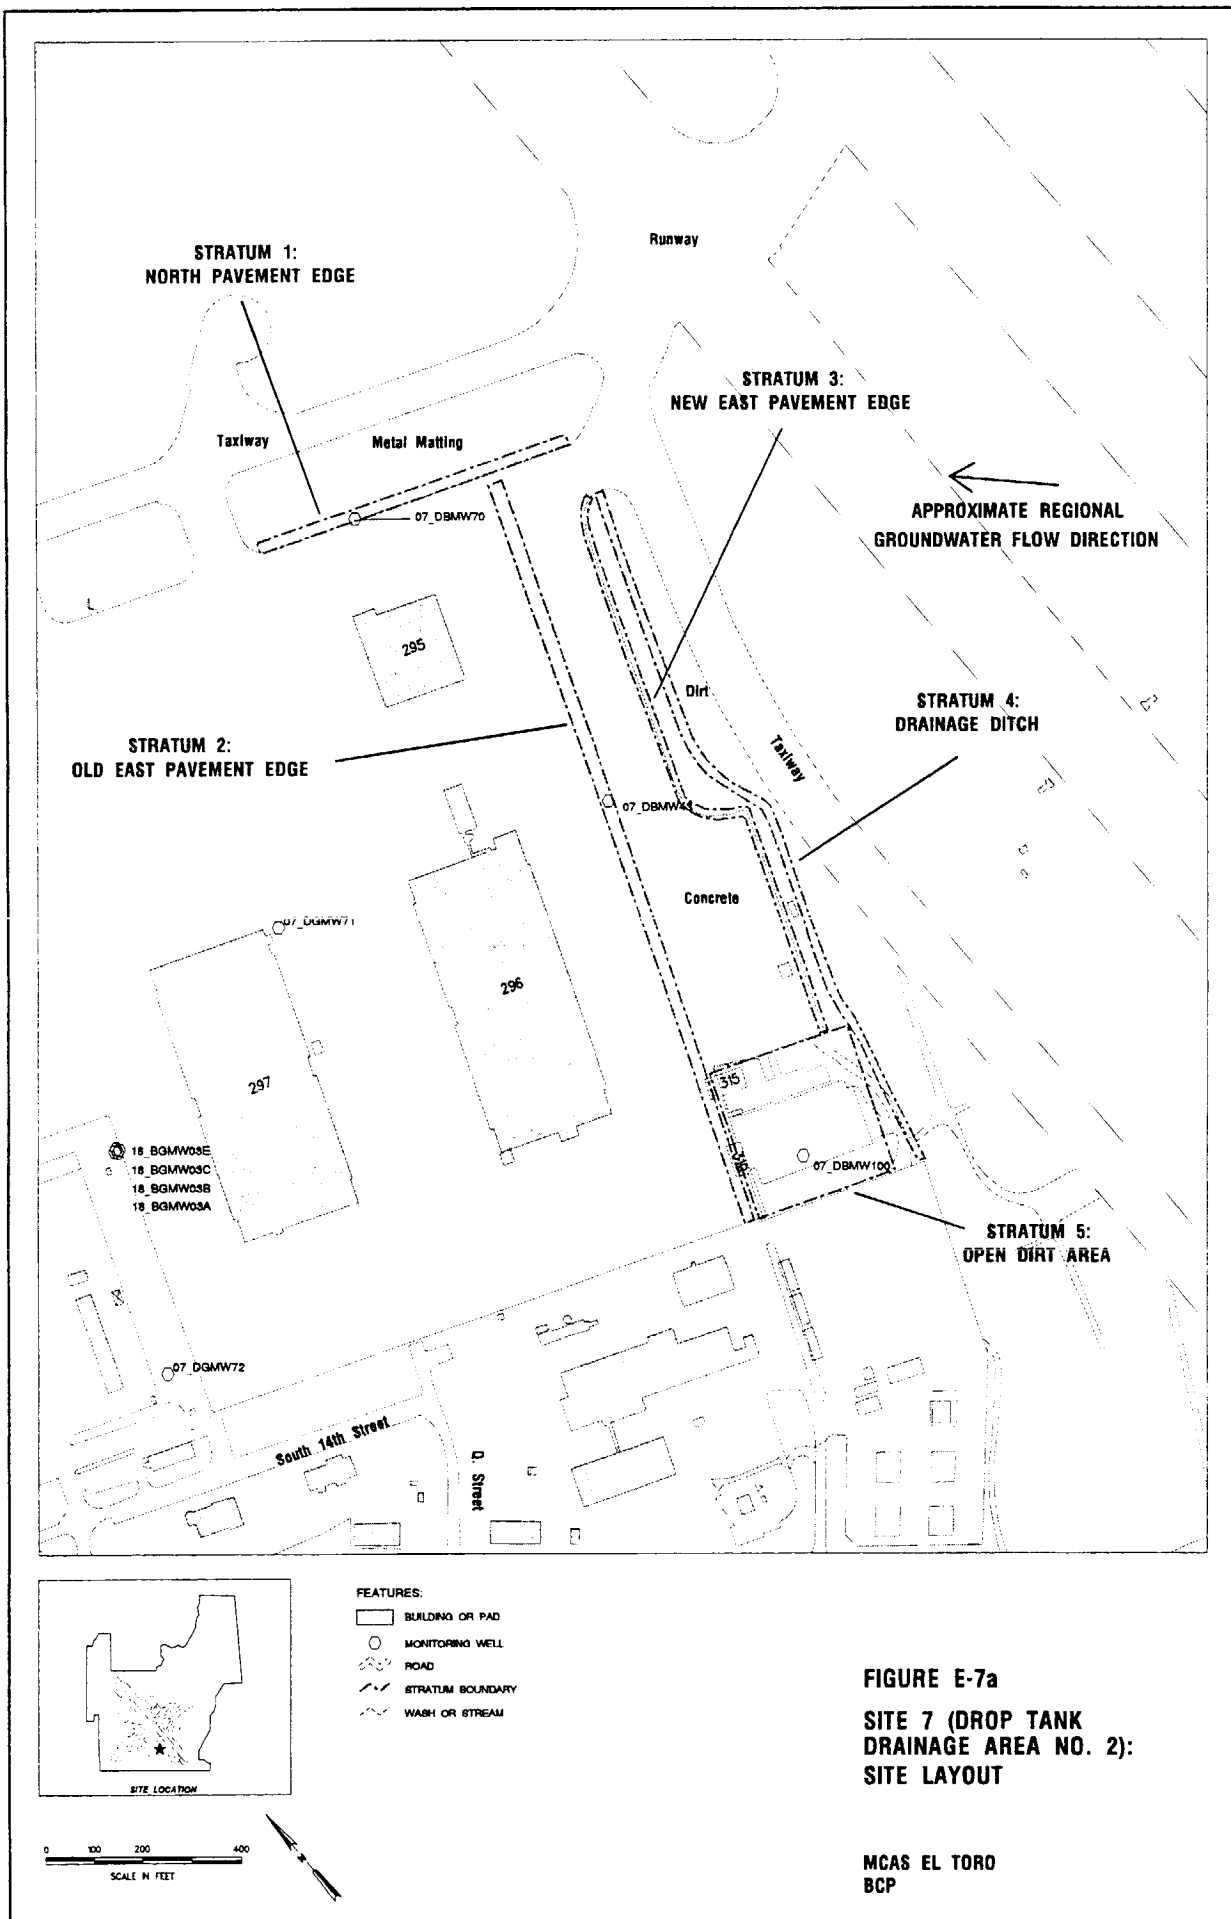 Runway
STRATUM 1:
NORTH PAVEMENT EDGE
STRATUM 3:
NEW EAST PAVEMENT EDGE
Taxiway
Metal Matting
APPROXIMATE REGIONAL
GROUNDWATER FLOW DIRECTION
07_DBMW70
295
Dirt
STRATUM 4:
DRAINAGE DITCH
STRATUM 2:
OLD EAST PAVEMENT EDGE
Taxiway
07_DBMW43
Concrete
07_DGMW71
296
297
315
18_BGMW03E
18_BGMW03C
18_BGMW03B
18_BGMW03A
07_DBMW100
STRATUM 5:
OPEN DIRT AREA
07_DGMW72
South 14th Street
Q. Street
SITE LOCATION
FEATURES:
BUILDING OR PAD
MONITORING WELL
ROAD
STRATUM BOUNDARY
WASH OR STREAM
0 100 200 400
SCALE IN FEET
N
FIGURE E-7a
SITE 7 (DROP TANK
DRAINAGE AREA NO. 2):
SITE LAYOUT
MCAS EL TORO
BCP